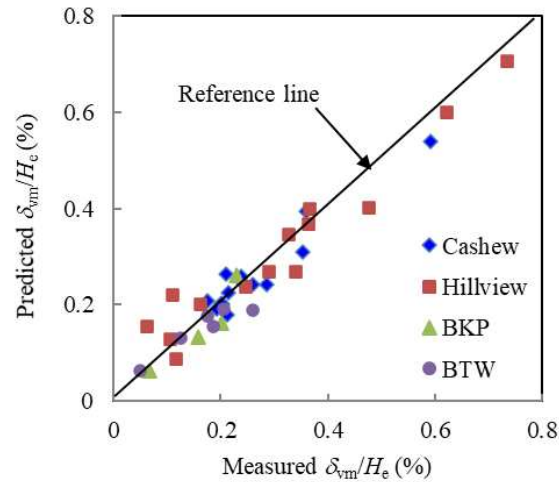 0.8
Reference line
0.6
0.4
0.2
0
Predicted δvm/He (%)
Cashew
Hillview
BKP
BTW
0 0.2 0.4 0.6 0.8
Measured δvm/He (%)